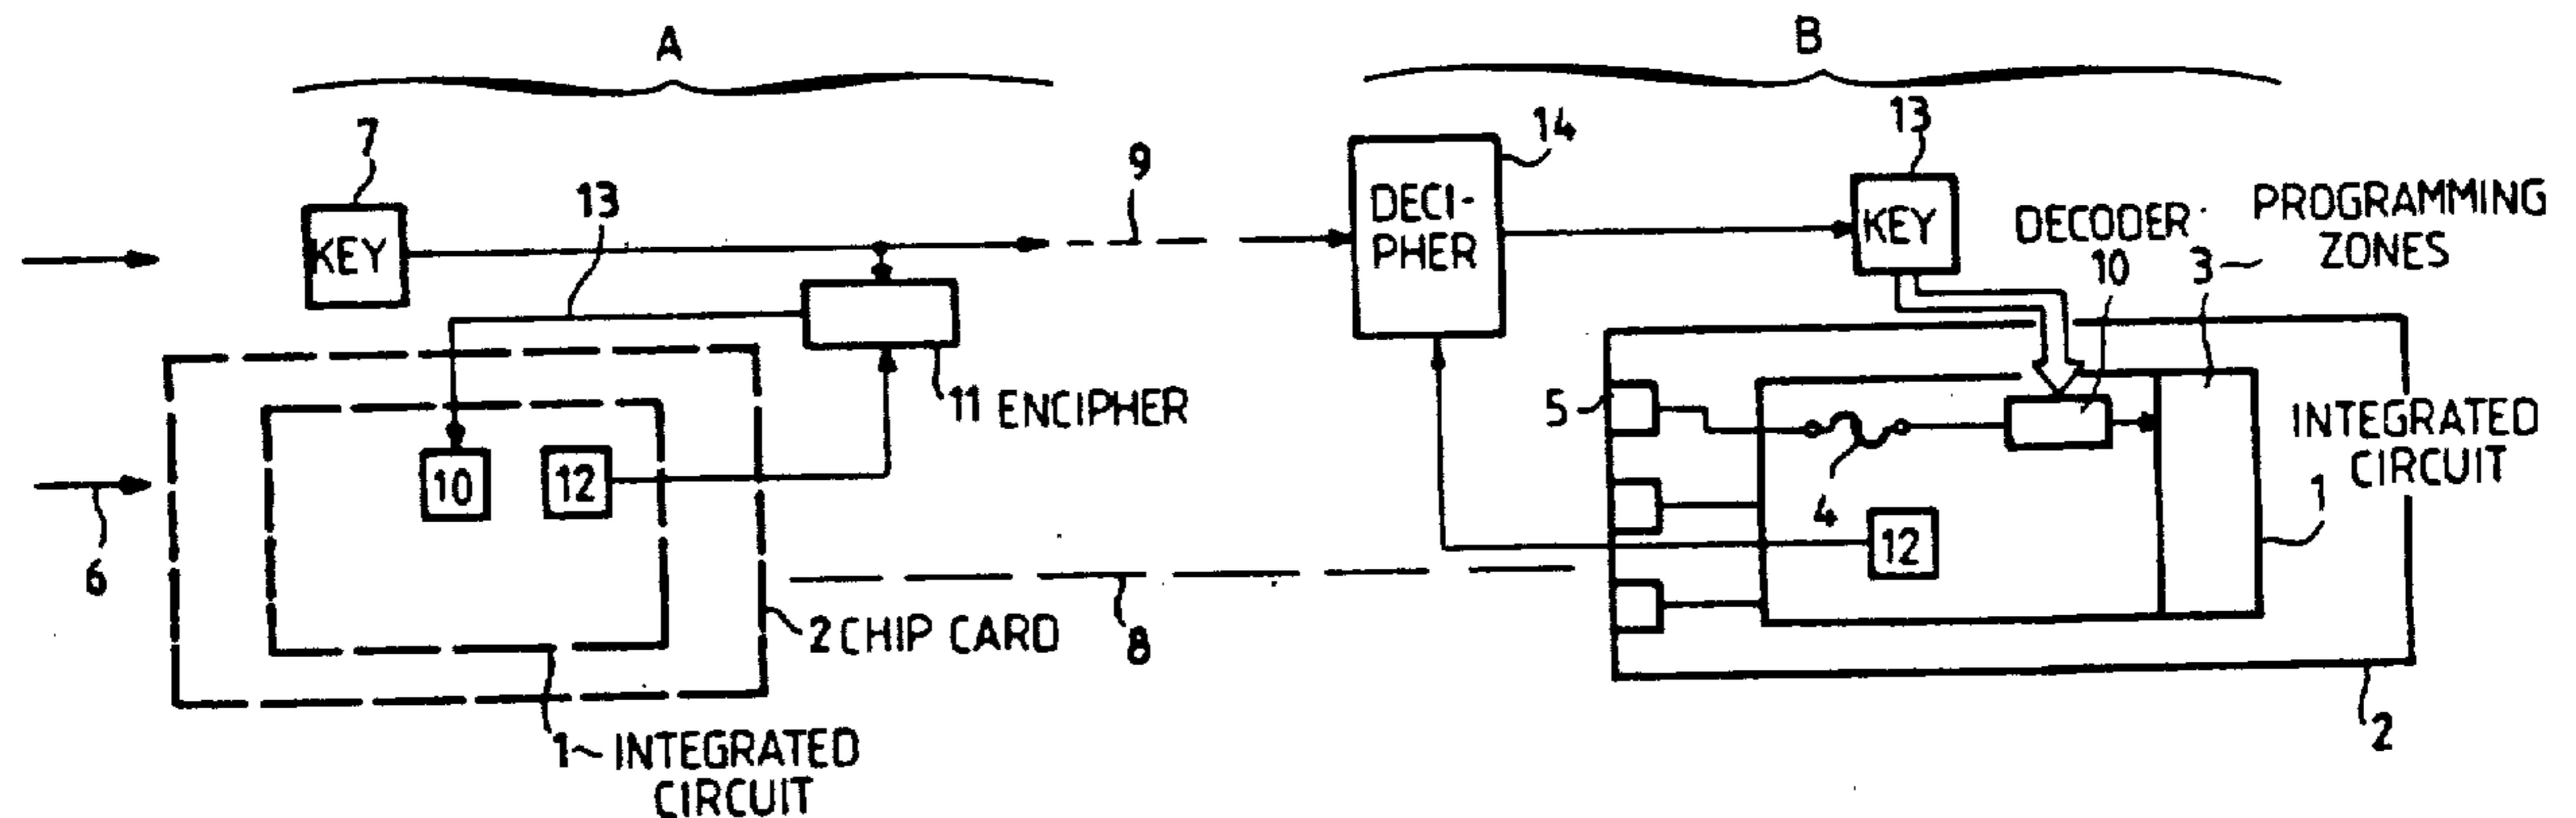 A
B
7
KEY
13
9
DECI-
PHER
14
13
KEY
DECODER
10
PROGRAMMING
ZONES
3
11 ENCIPHER
10
12
6
2 CHIP CARD
8
1 INTEGRATED
CIRCUIT
5
4
12
INTEGRATED
CIRCUIT
1
2